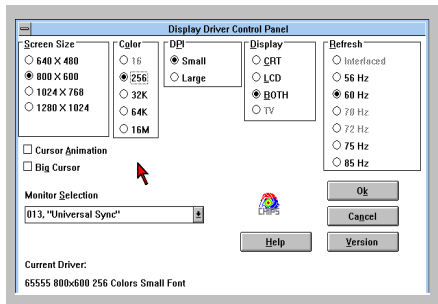 Display Driver Control Panel
Screen Size
640 X 480
800 X 600
1024 X 768
1280 X 1024
Color
16
256
32K
64K
16M
DPI
Small
Large
Display
CRT
LCD
BOTH
TV
Refresh
Interlaced
56 Hz
60 Hz
70 Hz
72 Hz
75 Hz
85 Hz
Cursor Animation
Big Cursor
Monitor Selection
013, "Universal Sync"
CHIPS
Ok
Cancel
Help
Version
Current Driver:
65555 800x600 256 Colors Small Font